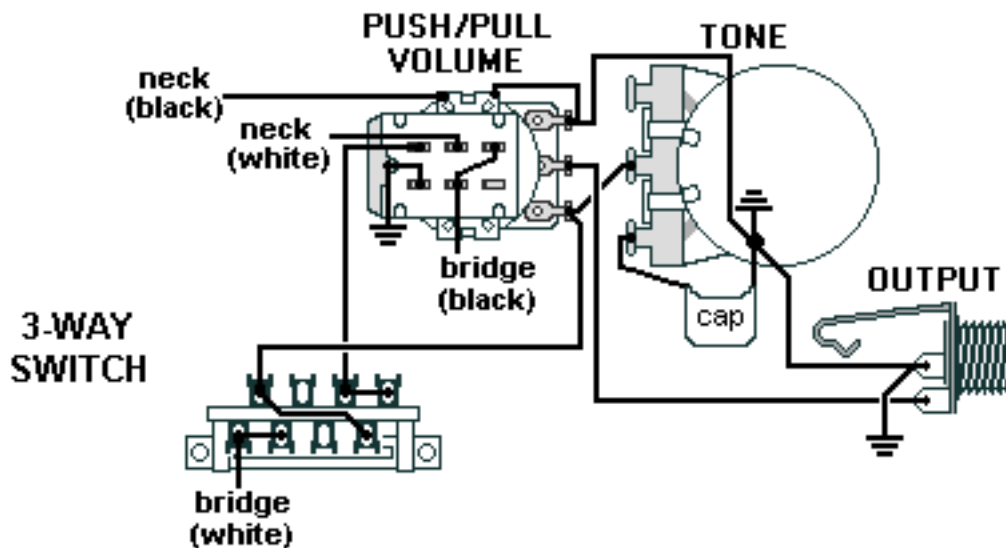 PUSH/PULL
VOLUME
TONE
neck
(black)
neck
(white)
bridge
(black)
OUTPUT
cap
3-WAY
SWITCH
bridge
(white)